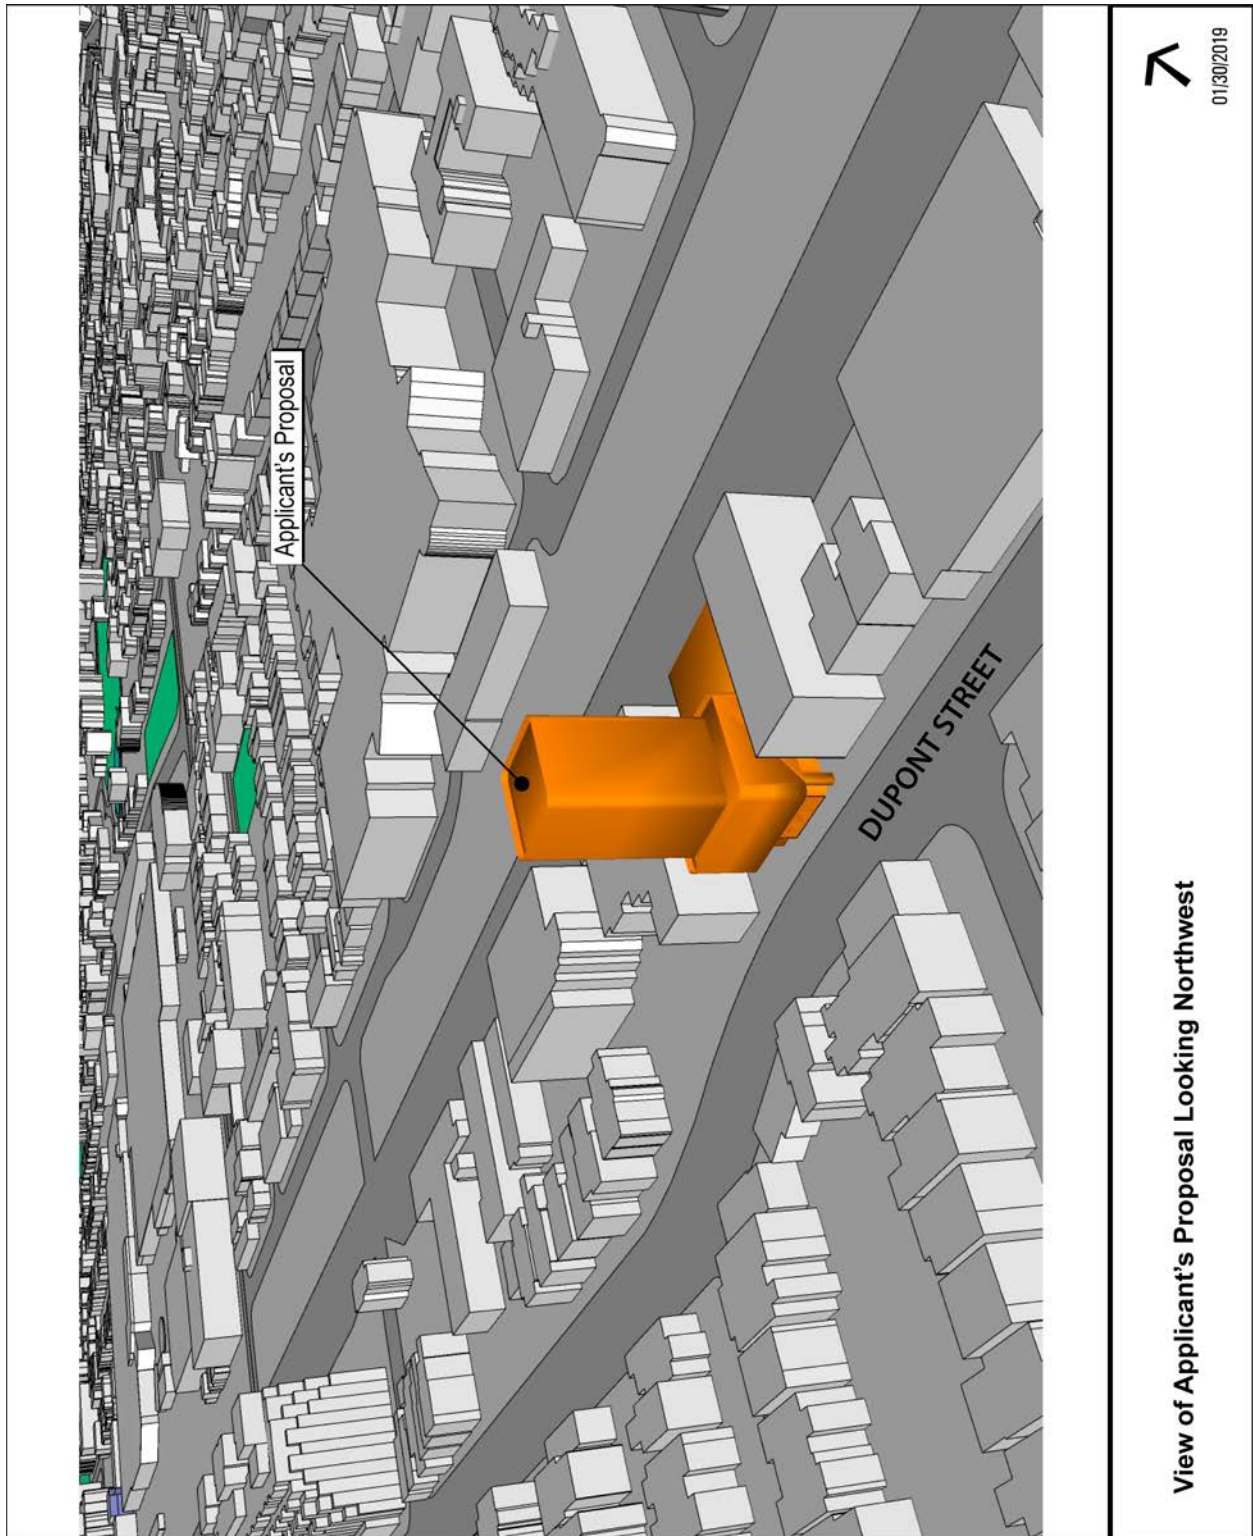 Applicant's Proposal
DUPONT STREET
View of Applicant's Proposal Looking Northwest
01/30/2019